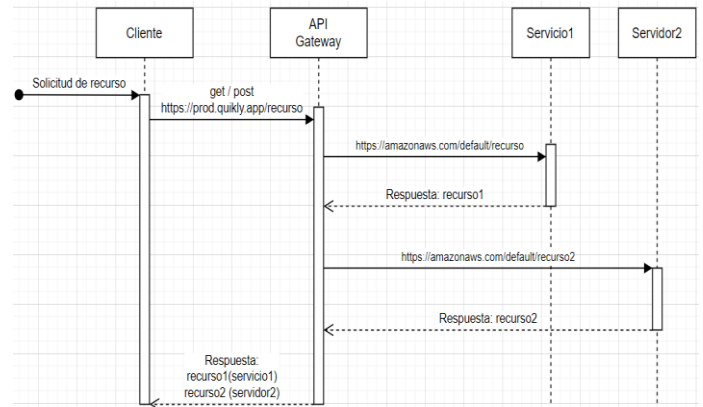 Cliente
API
Gateway
Servicio1
Servidor2
Solicitud de recurso
get / post
https://prod.quikly.app/recurso
https://amazonaws.com/default/recurso
Respuesta: recurso1
https://amazonaws.com/default/recurso2
Respuesta: recurso2
Respuesta:
recurso1(servicio1)
recurso2 (servidor2)